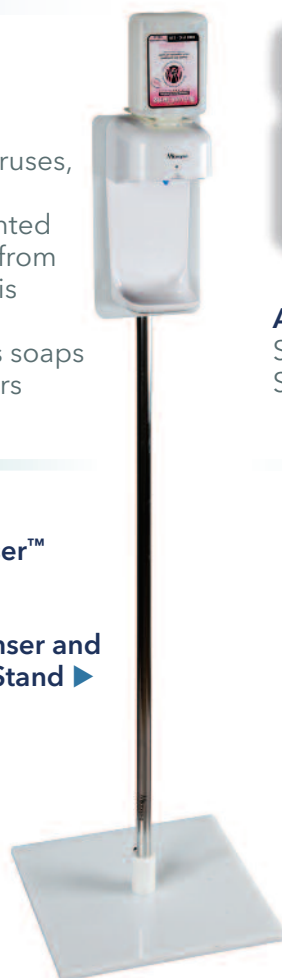 ruses,
nted
from
is
s soaps
rs
A
S
S
er™
nser and
Stand ▶